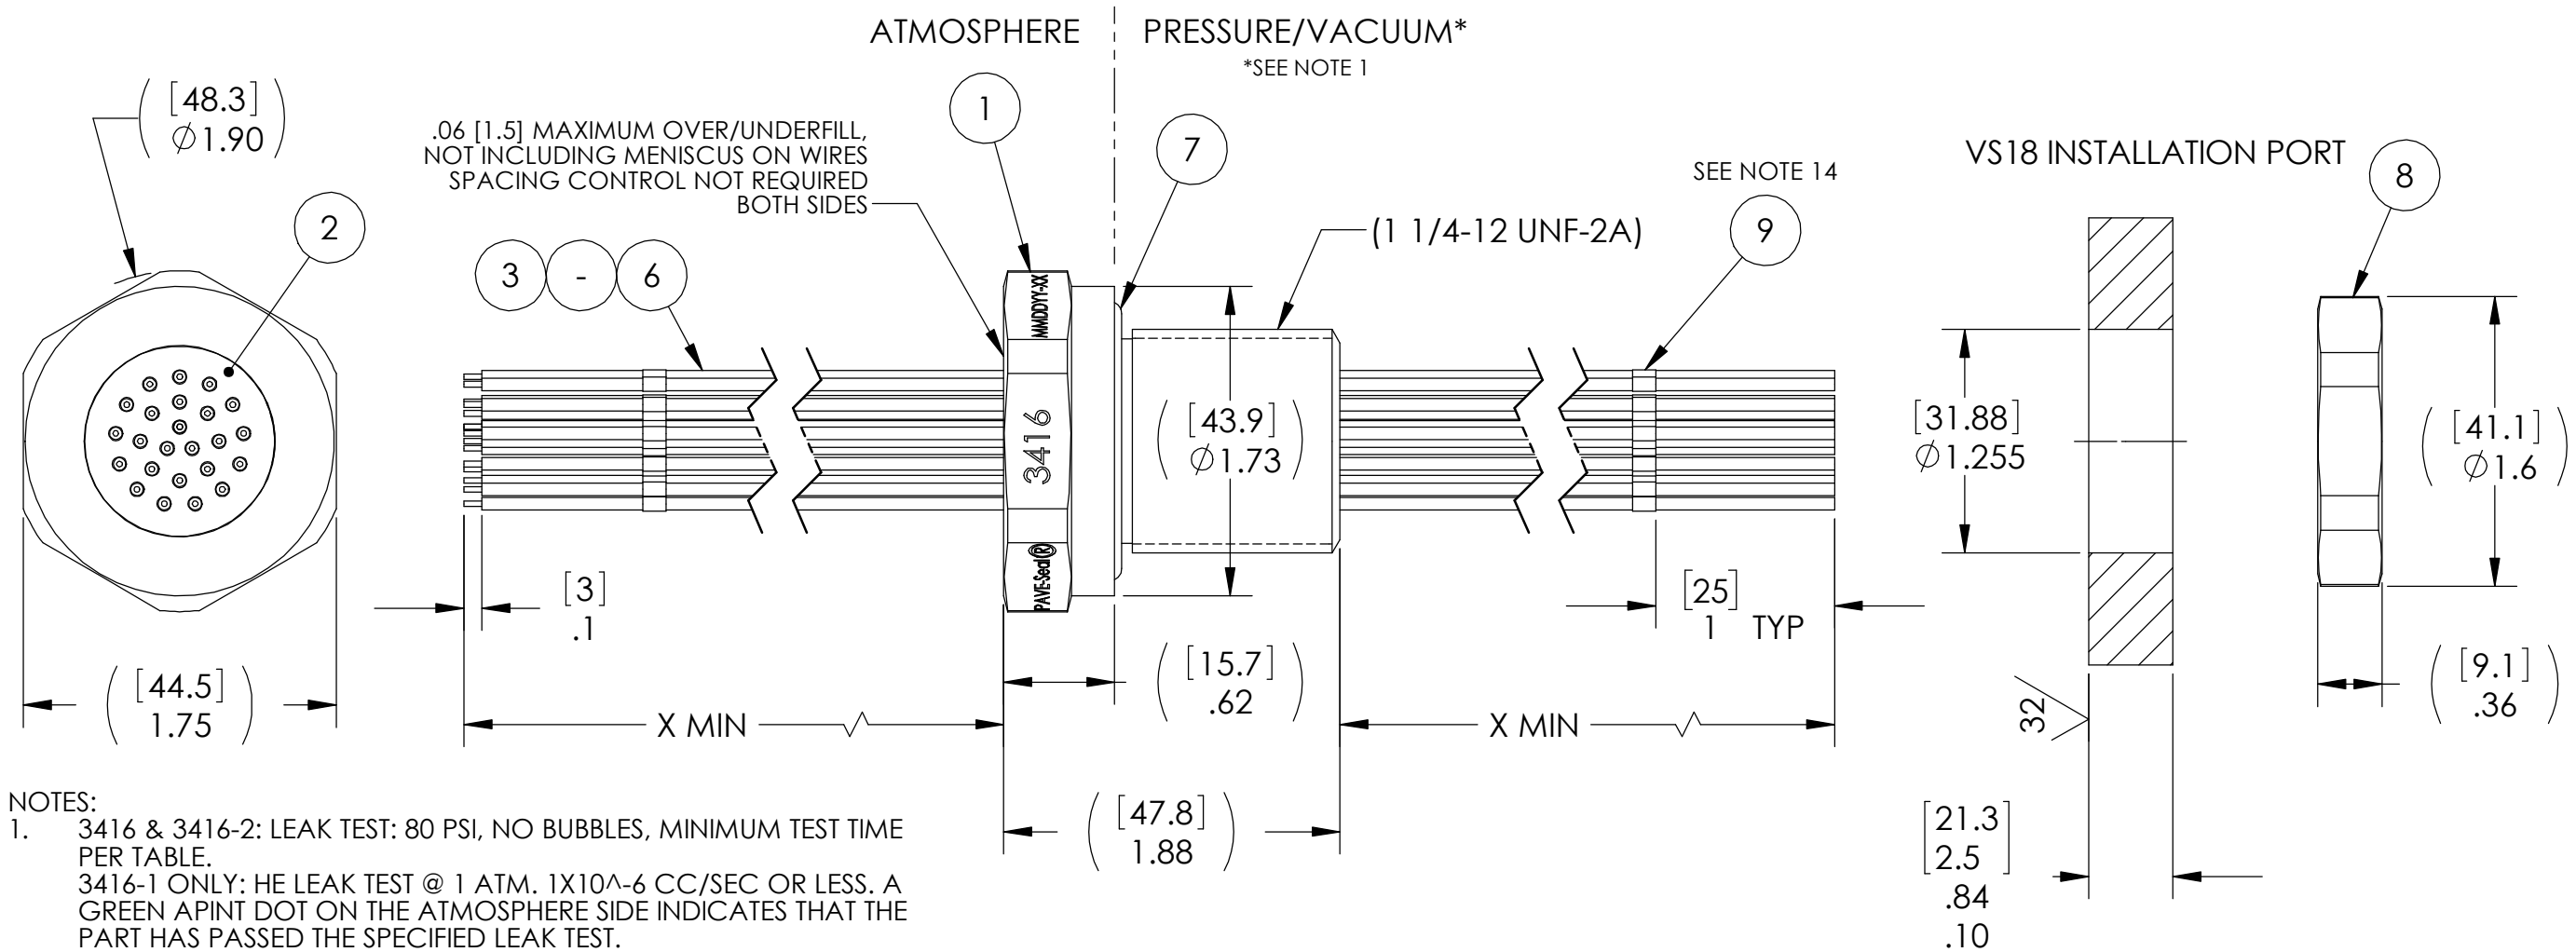 ATMOSPHERE
PRESSURE/VACUUM*
*SEE NOTE 1
[48.3]
Ø1.90
2
.06 [1.5] MAXIMUM OVER/UNDERFILL,
NOT INCLUDING MENISCUS ON WIRES
SPACING CONTROL NOT REQUIRED
BOTH SIDES
1
7
SEE NOTE 14
9
VS18 INSTALLATION PORT
8
3 - 6
(1 1/4-12 UNF-2A)
MMDDYY-XX
3416
PAVE-Seal(R)
[43.9]
Ø1.73
[31.88]
Ø1.255
[41.1]
Ø1.6
[3]
.1
[25]
1 TYP
[44.5]
1.75
X MIN
[15.7]
.62
X MIN
32
[9.1]
.36
[47.8]
1.88
[21.3]
[2.5]
.84
.10
NOTES:
1. 3416 & 3416-2: LEAK TEST: 80 PSI, NO BUBBLES, MINIMUM TEST TIME
PER TABLE.
3416-1 ONLY: HE LEAK TEST @ 1 ATM. 1X10^-6 CC/SEC OR LESS. A
GREEN APINT DOT ON THE ATMOSPHERE SIDE INDICATES THAT THE
PART HAS PASSED THE SPECIFIED LEAK TEST.